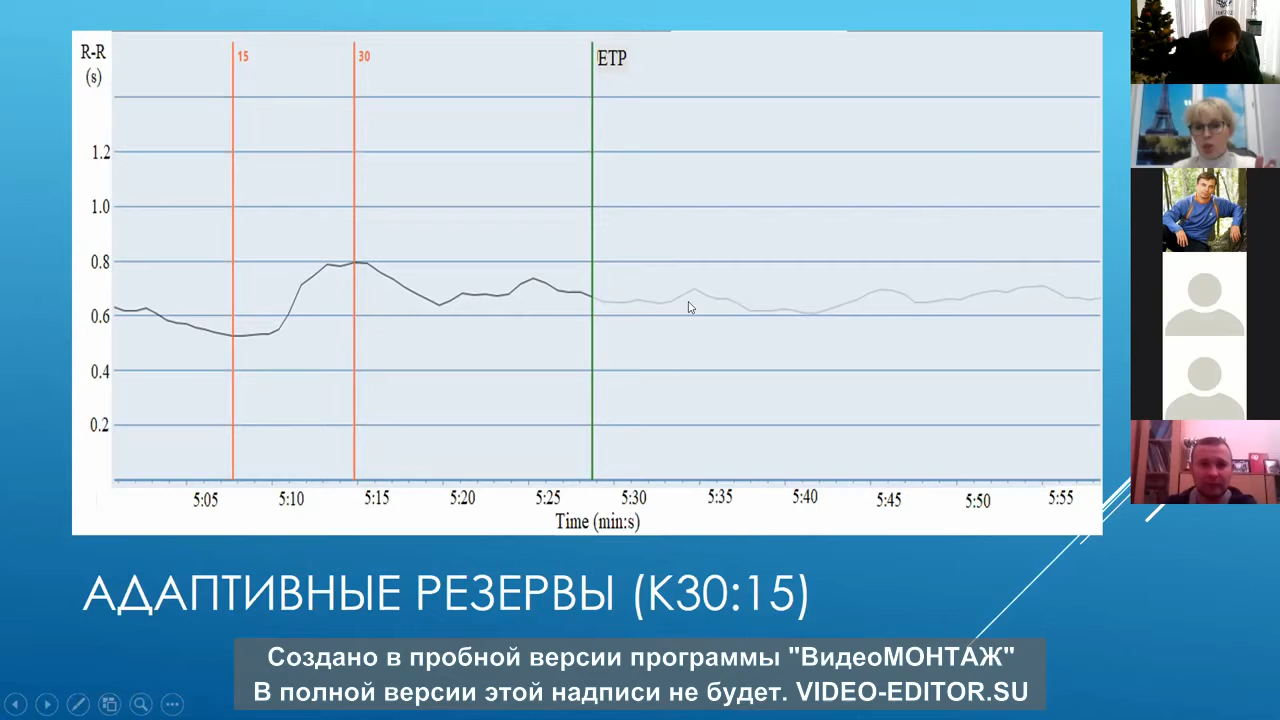 R-R
(s)
15
30
ETP
1.2
1.0
0.8
0.6
0.4
0.2
5:05 5:10 5:15 5:20 5:25 5:30 5:35 5:40 5:45 5:50 5:55
Time (min:s)
АДАПТИВНЫЕ РЕЗЕРВЫ (К30:15)
Создано в пробной версии программы "ВидеоМОНТАЖ"
В полной версии этой надписи не будет. VIDEO-EDITOR.SU